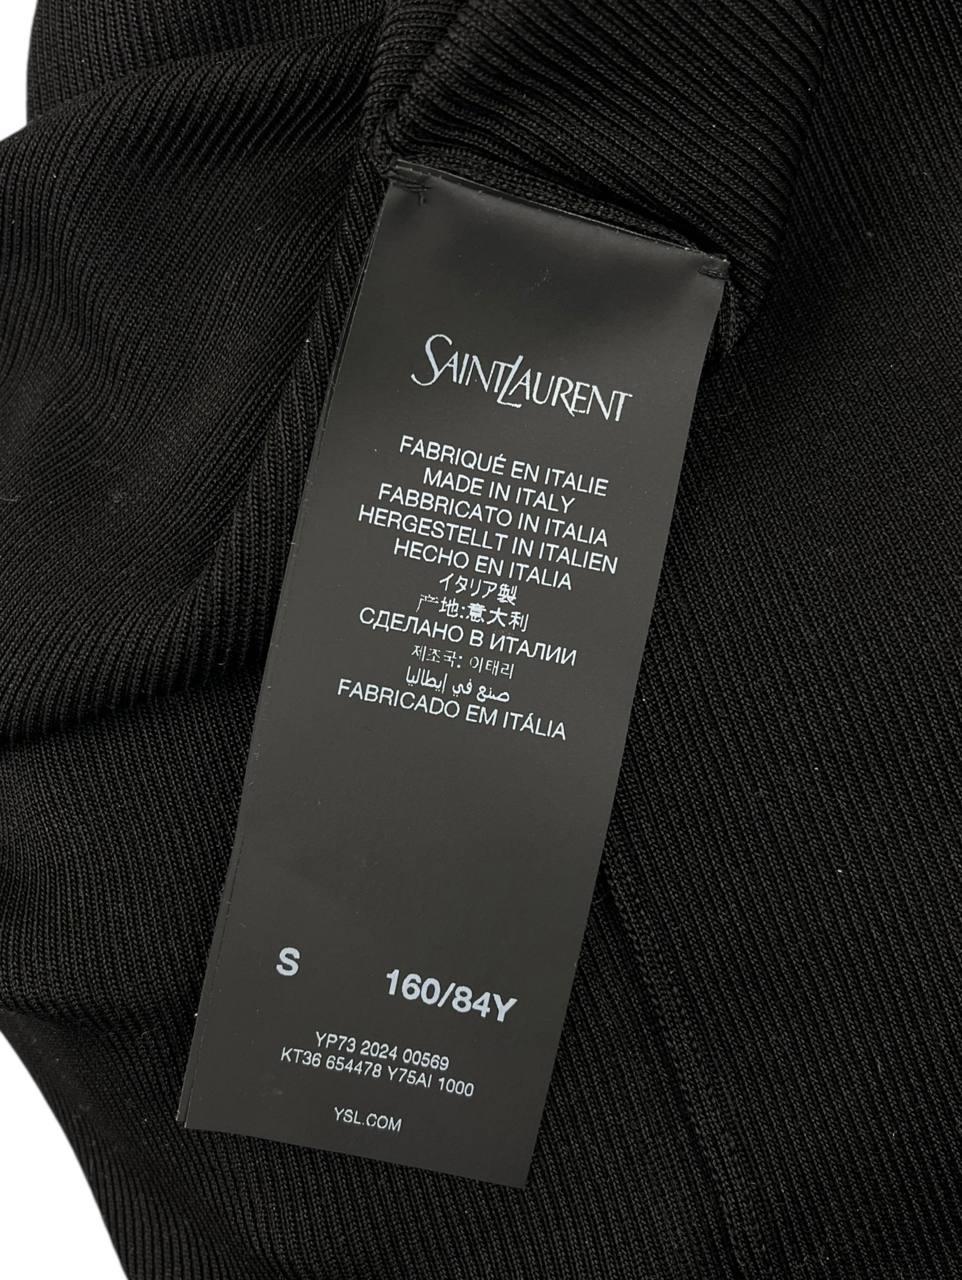 SAINT LAURENT
FABRIQUÉ EN ITALIE
MADE IN ITALY
FABBRICATO IN ITALIA
HERGESTELLT IN ITALIEN
HECHO EN ITALIA
イタリア製
产地:意大利
СДЕЛАНО В ИТАЛИИ
제조국: 이태리
صنع في إيطاليا
FABRICADO EM ITÁLIA
S 160/84Y
YP73 2024 00569
KT36 654478 Y75AI 1000
YSL.COM